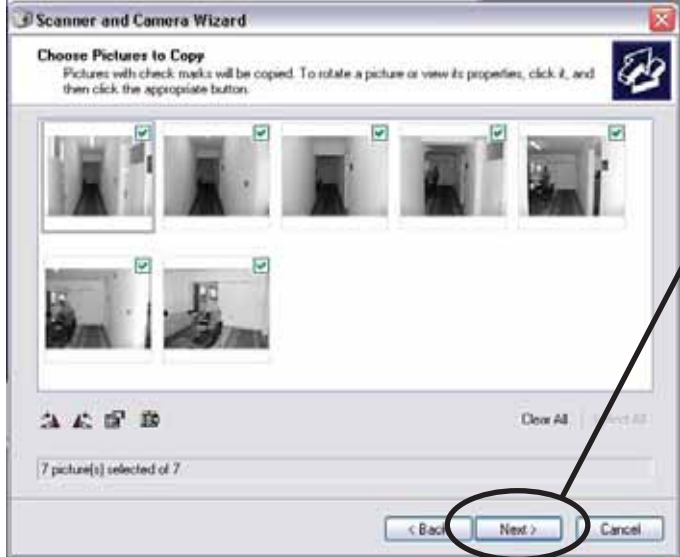 Scanner and Camera Wizard
Choose Pictures to Copy
Pictures with check marks will be copied. To rotate a picture or view its properties, click it, and
then click the appropriate button.
Clear All Select All
7 picture(s) selected of 7
< Back Next > Cancel